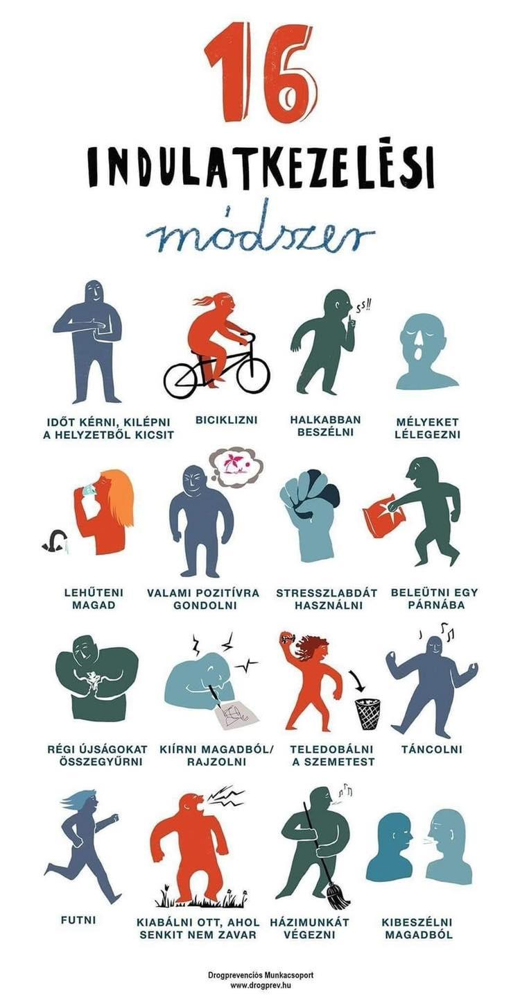 16
INDULATKEZELÉSI
módszer
ss!!
IDŐT KÉRNI, KILÉPNI
A HELYZETBŐL KICSIT
BICIKLIZNI
HALKABBAN
BESZÉLNI
MÉLYEKET
LÉLEGEZNI
LEHŰTENI
MAGAD
VALAMI POZITÍVRA
GONDOLNI
STRESSZLABDÁT
HASZNÁLNI
BELEÜTNI EGY
PÁRNÁBA
RÉGI ÚJSÁGOKAT
ÖSSZEGYŰRNI
KIÍRNI MAGADBÓL/
RAJZOLNI
TELEDOBÁLNI
A SZEMETEST
TÁNCOLNI
FUTNI
KIABÁLNI OTT, AHOL
SENKIT NEM ZAVAR
HÁZIMUNKÁT
VÉGEZNI
KIBESZÉLNI
MAGADBÓL
Drogprevenciós Munkacsoport
www.drogprev.hu